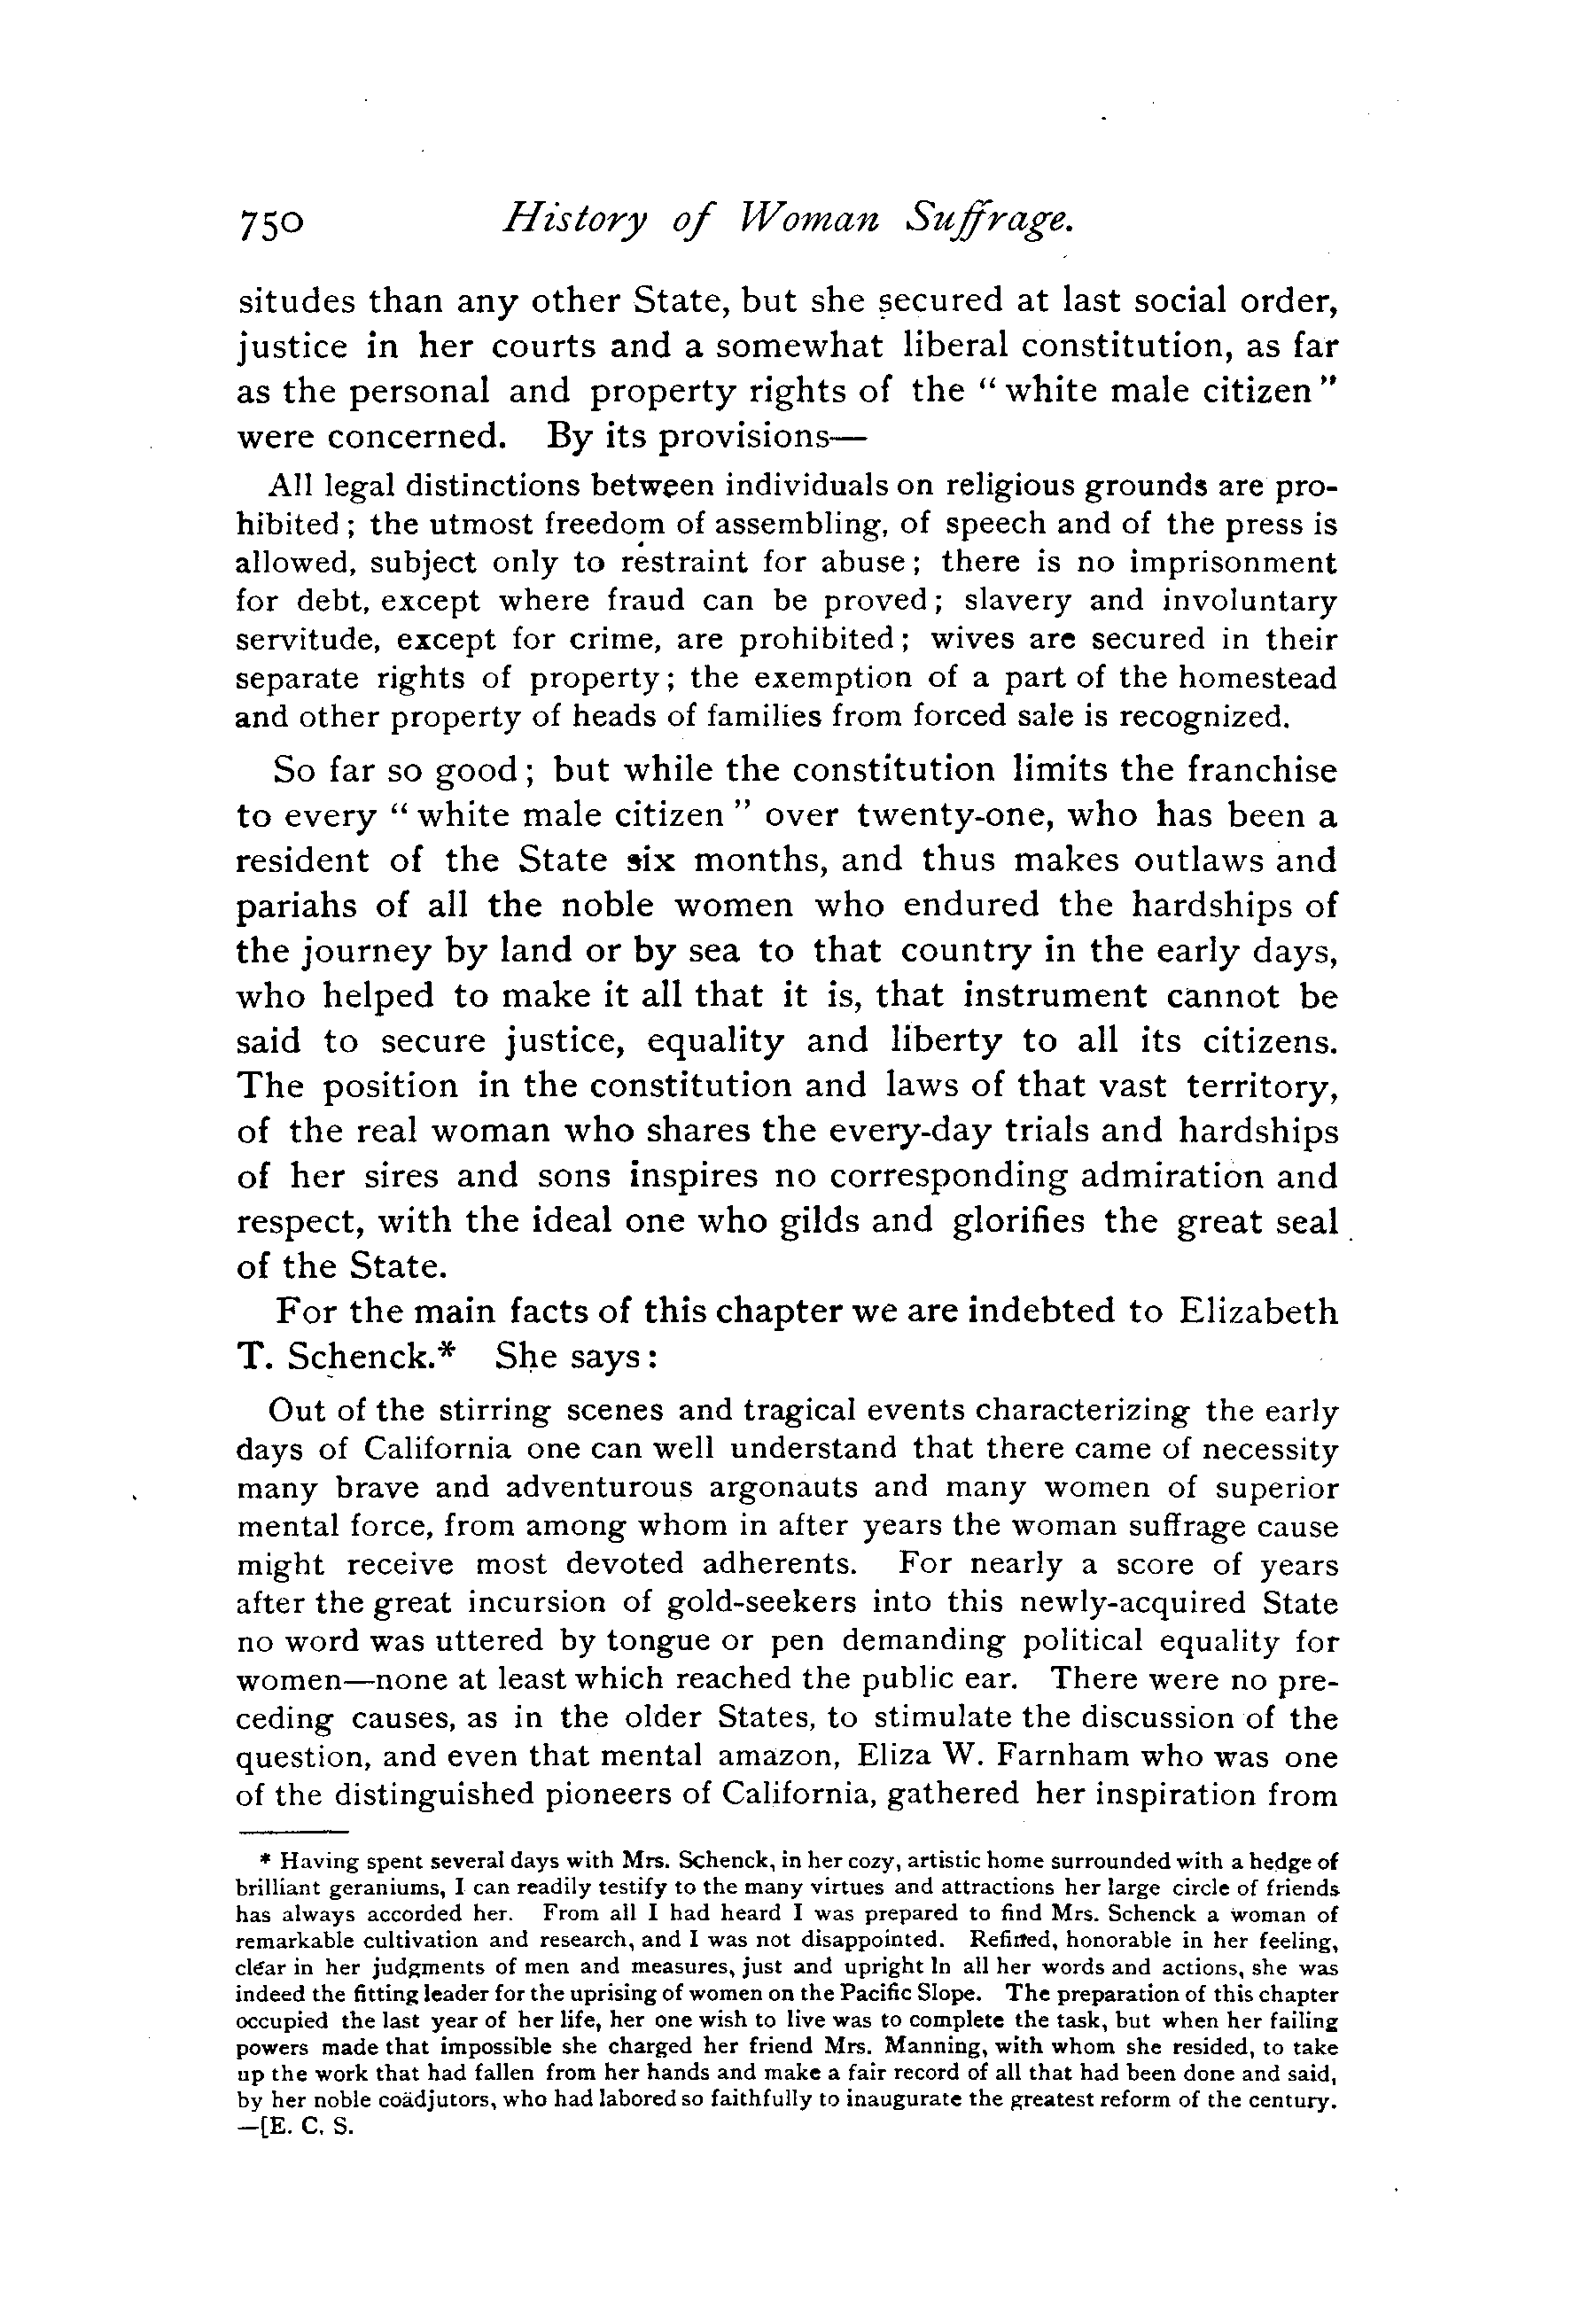 750 History of Woman Suffrage.
situdes than any other State, but she secured at last social order,
justice in her courts and a somewhat liberal constitution, as far
as the personal and property rights of the " white male citizen "
were concerned. By its provisions—
All legal distinctions between individuals on religious grounds are pro-
hibited ; the utmost freedom of assembling, of speech and of the press is
allowed, subject only to restraint for abuse ; there is no imprisonment
for debt, except where fraud can be proved ; slavery and involuntary
servitude, except for crime, are prohibited ; wives are secured in their
separate rights of property ; the exemption of a part of the homestead
and other property of heads of families from forced sale is recognized.
So far so good ; but while the constitution limits the franchise
to every " white male citizen " over twenty-one, who has been a
resident of the State six months, and thus makes outlaws and
pariahs of all the noble women who endured the hardships of
the journey by land or by sea to that country in the early days,
who helped to make it all that it is, that instrument cannot be
said to secure justice, equality and liberty to all its citizens.
The position in the constitution and laws of that vast territory,
of the real woman who shares the every-day trials and hardships
of her sires and sons inspires no corresponding admiration and
respect, with the ideal one who gilds and glorifies the great seal
of the State.
For the main facts of this chapter we are indebted to Elizabeth
T. Schenck.* She says :
Out of the stirring scenes and tragical events characterizing the early
days of California one can well understand that there came of necessity
many brave and adventurous argonauts and many women of superior
mental force, from among whom in after years the woman suffrage cause
might receive most devoted adherents. For nearly a score of years
after the great incursion of gold-seekers into this newly-acquired State
no word was uttered by tongue or pen demanding political equality for
women—none at least which reached the public ear. There were no pre-
ceding causes, as in the older States, to stimulate the discussion of the
question, and even that mental amazon, Eliza W. Farnham who was one
of the distinguished pioneers of California, gathered her inspiration from
* Having spent several days with Mrs. Schenck, in her cozy, artistic home surrounded with a hedge of
brilliant geraniums, I can readily testify to the many virtues and attractions her large circle of friends
has always accorded her. From all I had heard I was prepared to find Mrs. Schenck a woman of
remarkable cultivation and research, and I was not disappointed. Refined, honorable in her feeling,
clear in her judgments of men and measures, just and upright in all her words and actions, she was
indeed the fitting leader for the uprising of women on the Pacific Slope. The preparation of this chapter
occupied the last year of her life, her one wish to live was to complete the task, but when her failing
powers made that impossible she charged her friend Mrs. Manning, with whom she resided, to take
up the work that had fallen from her hands and make a fair record of all that had been done and said,
by her noble coädjutors, who had labored so faithfully to inaugurate the greatest reform of the century.
—[E. C. S.